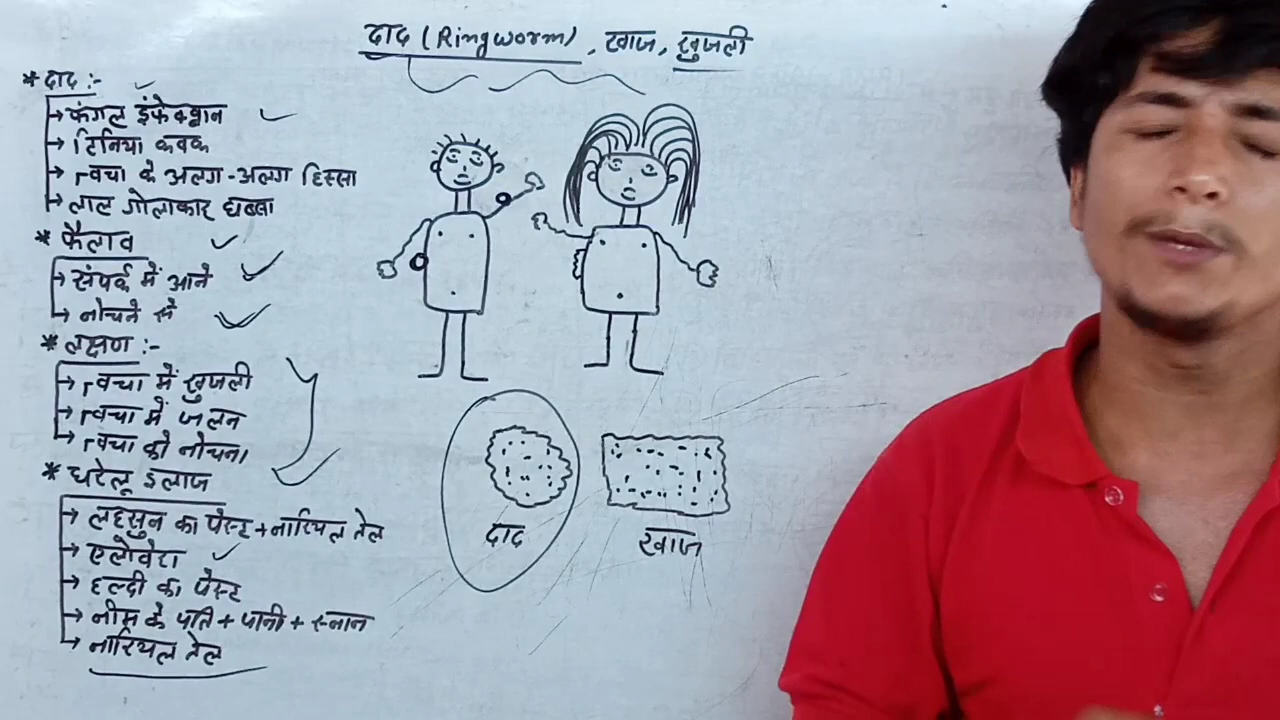 दाद (Ringworm), खाज, खुजली
* दाद :-
→ फंगल इंफेक्शन
→ टिनिया कवक
→ त्वचा के अलग-अलग हिस्सा
→ लाल गोलाकार धब्बा
* फैलाव
→ संपर्क में आने
→ नोचने से
* लक्षण :-
→ त्वचा में खुजली
→ त्वचा में जलन
→ त्वचा को नोचना
* घरेलू इलाज
→ लहसुन का पेस्ट + नारियल तेल
→ एलोवेरा
→ हल्दी का पेस्ट
→ नीम के पति + पानी + स्नान
→ नारियल तेल
दाद
खाज